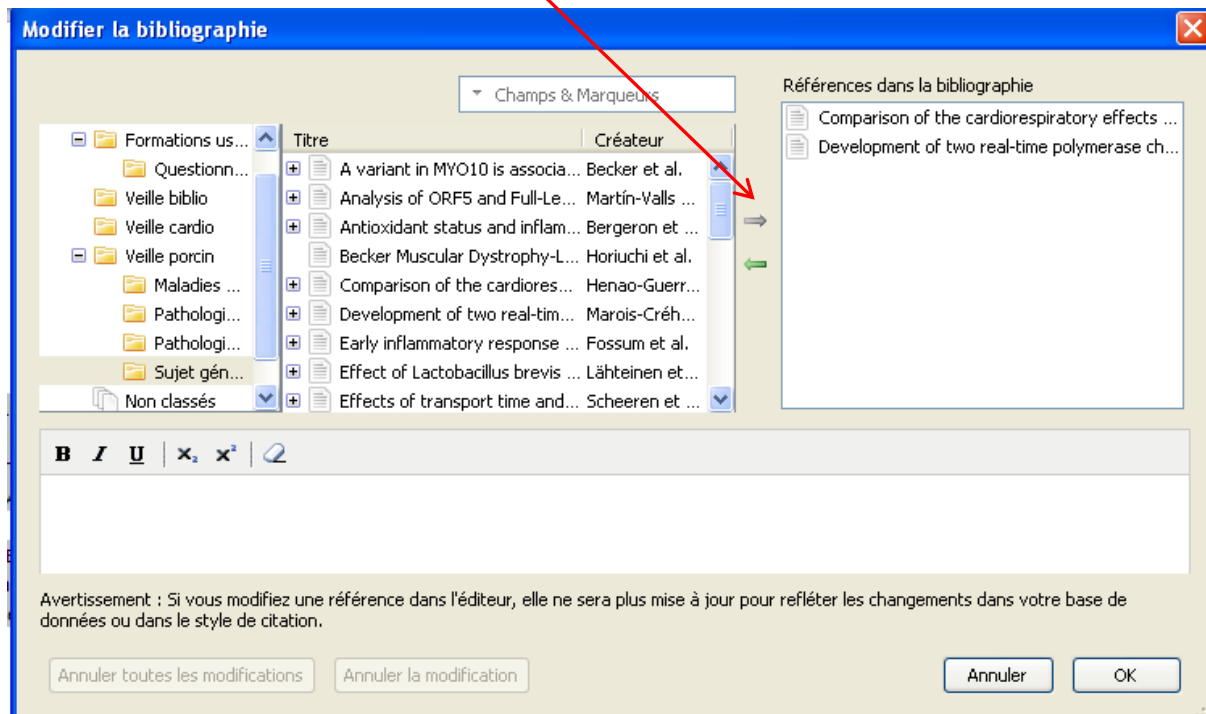 Modifier la bibliographie
Champs & Marqueurs
Références dans la bibliographie
Comparison of the cardiorespiratory effects ...
Development of two real-time polymerase ch...
Formations us...
Questionn...
Veille biblio
Veille cardio
Veille porcin
Maladies ...
Pathologi...
Pathologi...
Sujet gén...
Non classés
Titre Créateur
A variant in MYO10 is associa... Becker et al.
Analysis of ORF5 and Full-Le... Martín-Valls ...
Antioxidant status and inflam... Bergeron et ...
Becker Muscular Dystrophy-L... Horiuchi et al.
Comparison of the cardiores... Henao-Guerr...
Development of two real-tim... Marois-Créh...
Early inflammatory response ... Fossum et al.
Effect of Lactobacillus brevis ... Lähteinen et...
Effects of transport time and... Scheeren et ...
B I U x₂ x²
Avertissement : Si vous modifiez une référence dans l'éditeur, elle ne sera plus mise à jour pour refléter les changements dans votre base de
données ou dans le style de citation.
Annuler toutes les modifications Annuler la modification Annuler OK